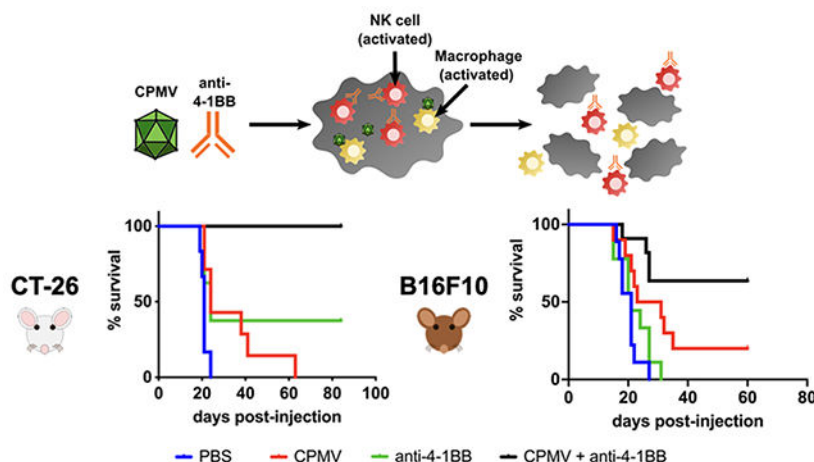 NK cell
(activated)
Macrophage
(activated)
CPMV
anti-
4-1BB
CT-26
% survival
100
50
0
0 20 40 60 80 100
days post-injection
B16F10
% survival
100
50
0
0 20 40 60 80
days post-injection
PBS CPMV anti-4-1BB CPMV + anti-4-1BB